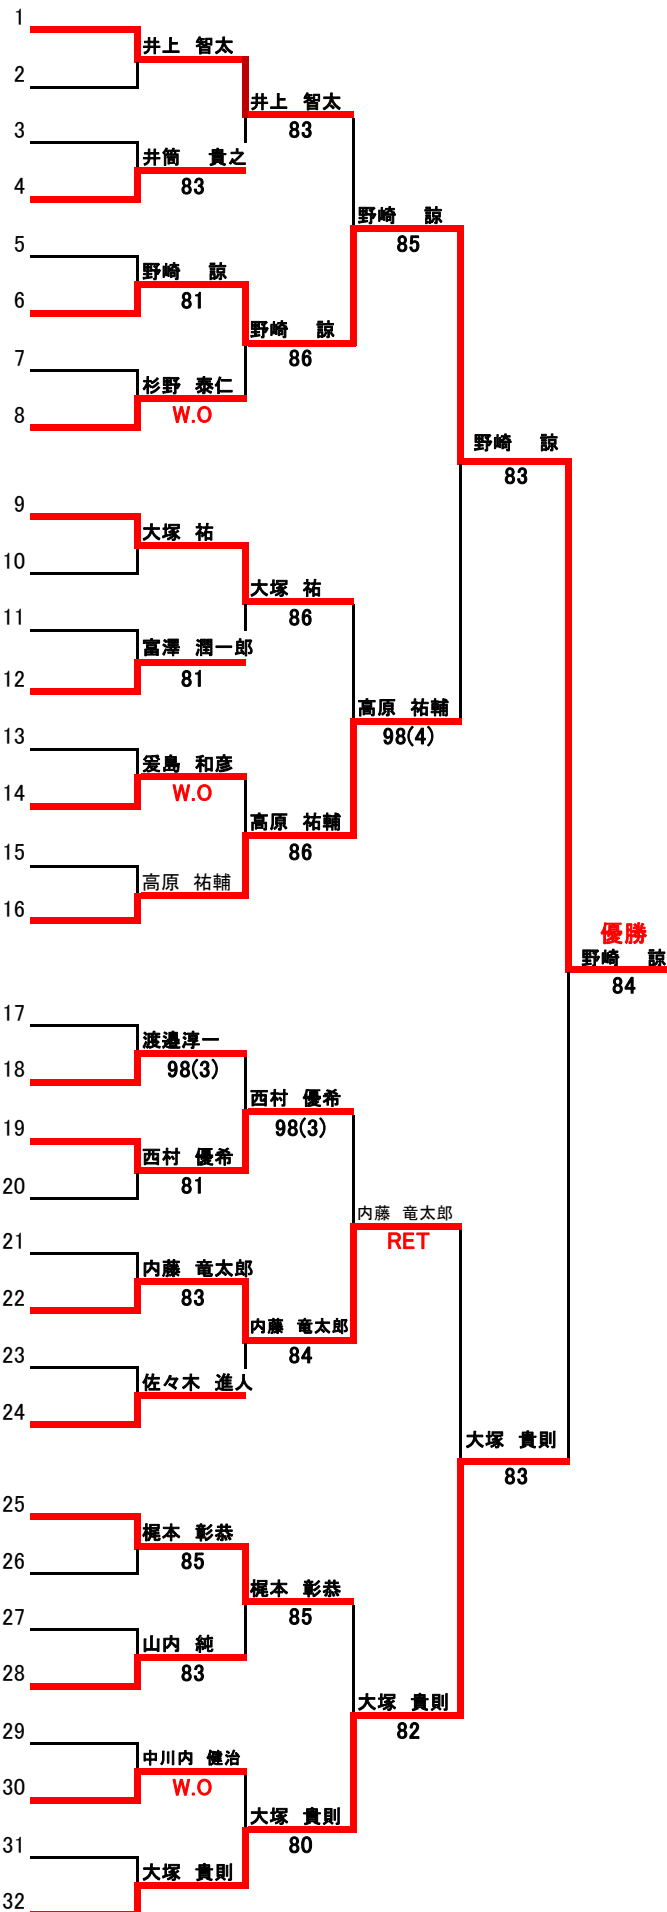 1
井上 智太
2
井上 智太
83
3
井筒 貴之
83
4
野崎 諒
85
5
野崎 諒
81
6
野崎 諒
86
7
杉野 泰仁
W.O
8
野崎 諒
83
9
大塚 祐
10
大塚 祐
86
11
富澤 潤一郎
81
12
高原 祐輔
98(4)
13
爰島 和彦
W.O
14
高原 祐輔
86
15
高原 祐輔
16
優勝
野崎 諒
84
17
渡邉淳一
98(3)
18
西村 優希
98(3)
19
西村 優希
81
20
内藤 竜太郎
RET
21
内藤 竜太郎
83
22
内藤 竜太郎
84
23
佐々木 進人
24
大塚 貴則
83
25
梶本 彰恭
85
26
梶本 彰恭
85
27
山内 純
83
28
大塚 貴則
82
29
中川内 健治
W.O
30
大塚 貴則
80
31
大塚 貴則
32